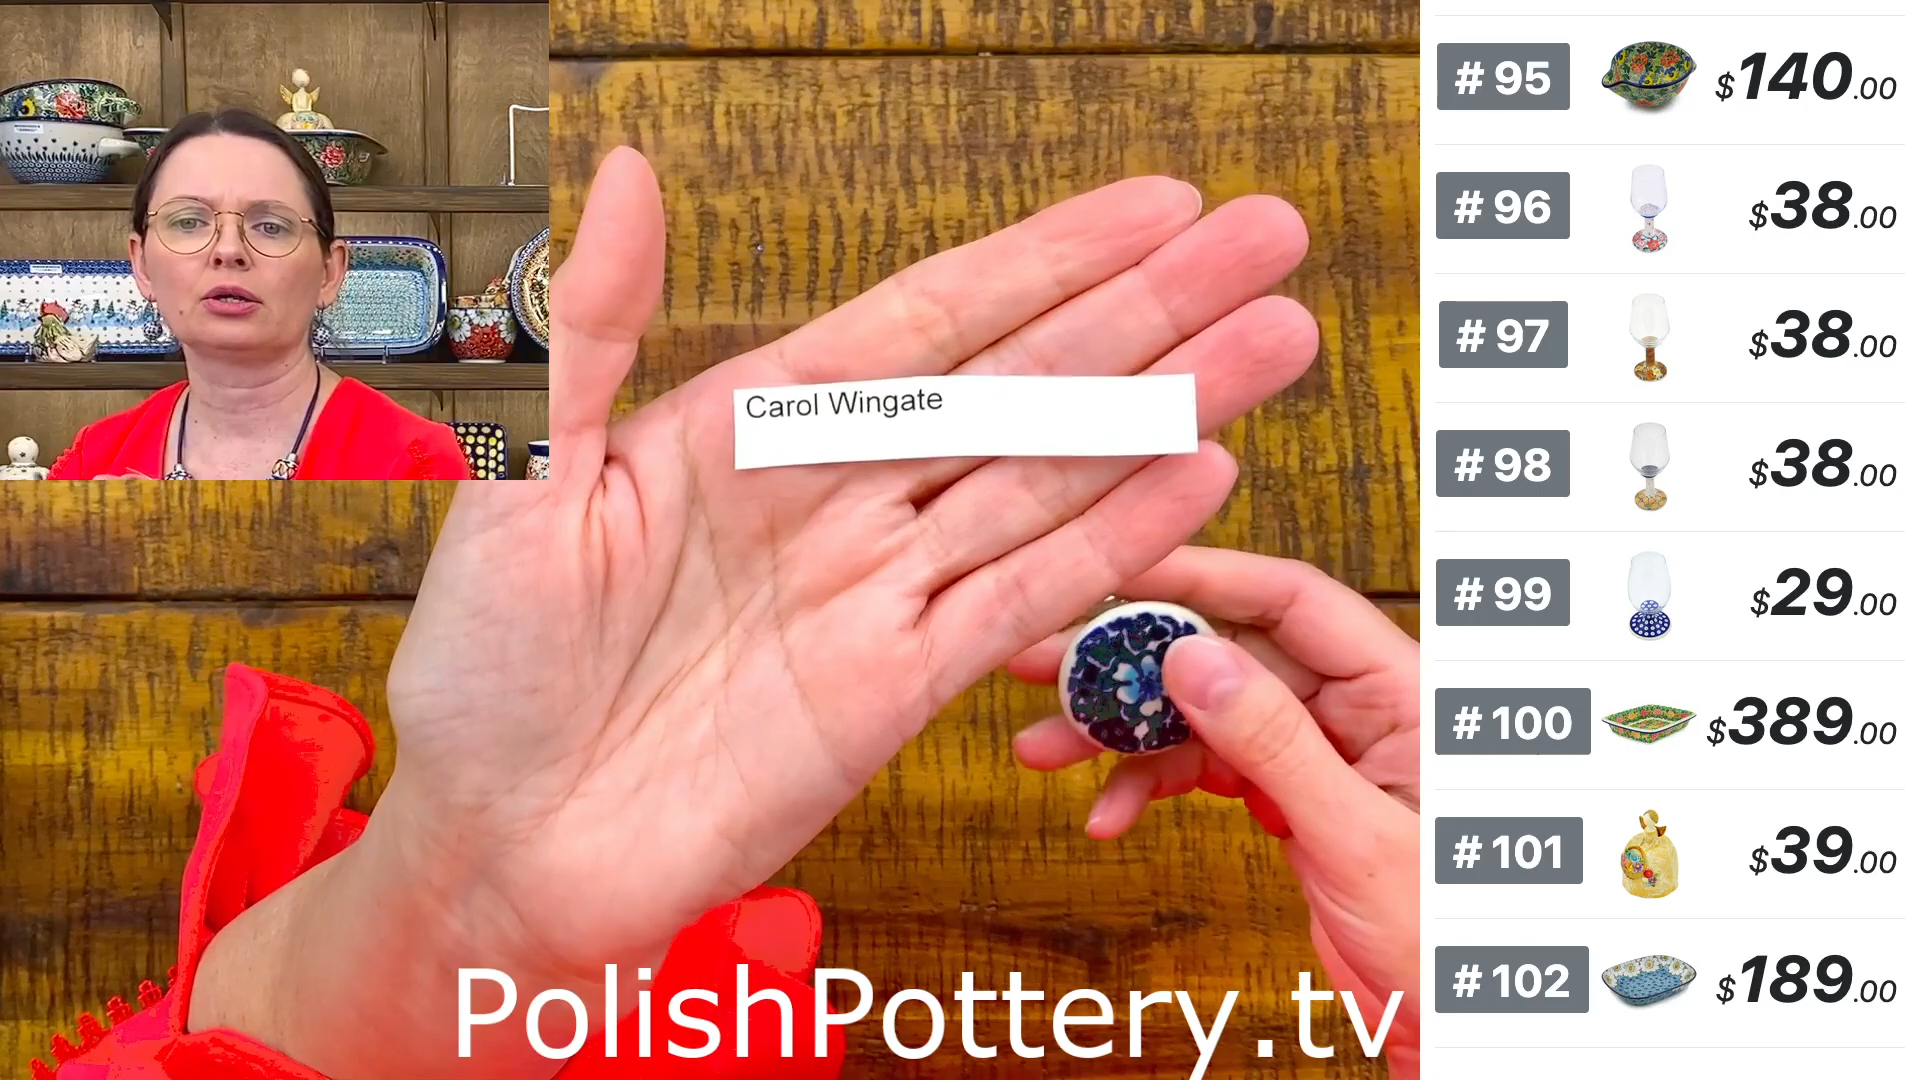 Carol Wingate
PolishPottery.tv
# 95 $140.00
# 96 $38.00
# 97 $38.00
# 98 $38.00
# 99 $29.00
# 100 $389.00
# 101 $39.00
# 102 $189.00